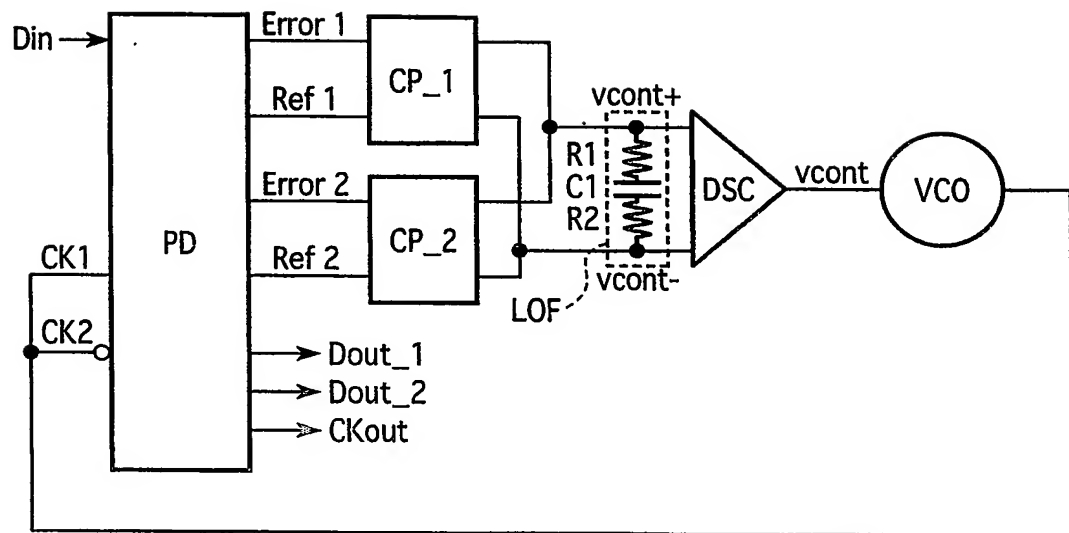 Din
Error 1
Ref 1
CP_1
Error 2
Ref 2
CP_2
PD
CK1
CK2
Dout_1
Dout_2
CKout
vcont+
R1
C1
R2
vcont-
LOF
DSC
vcont
VCO